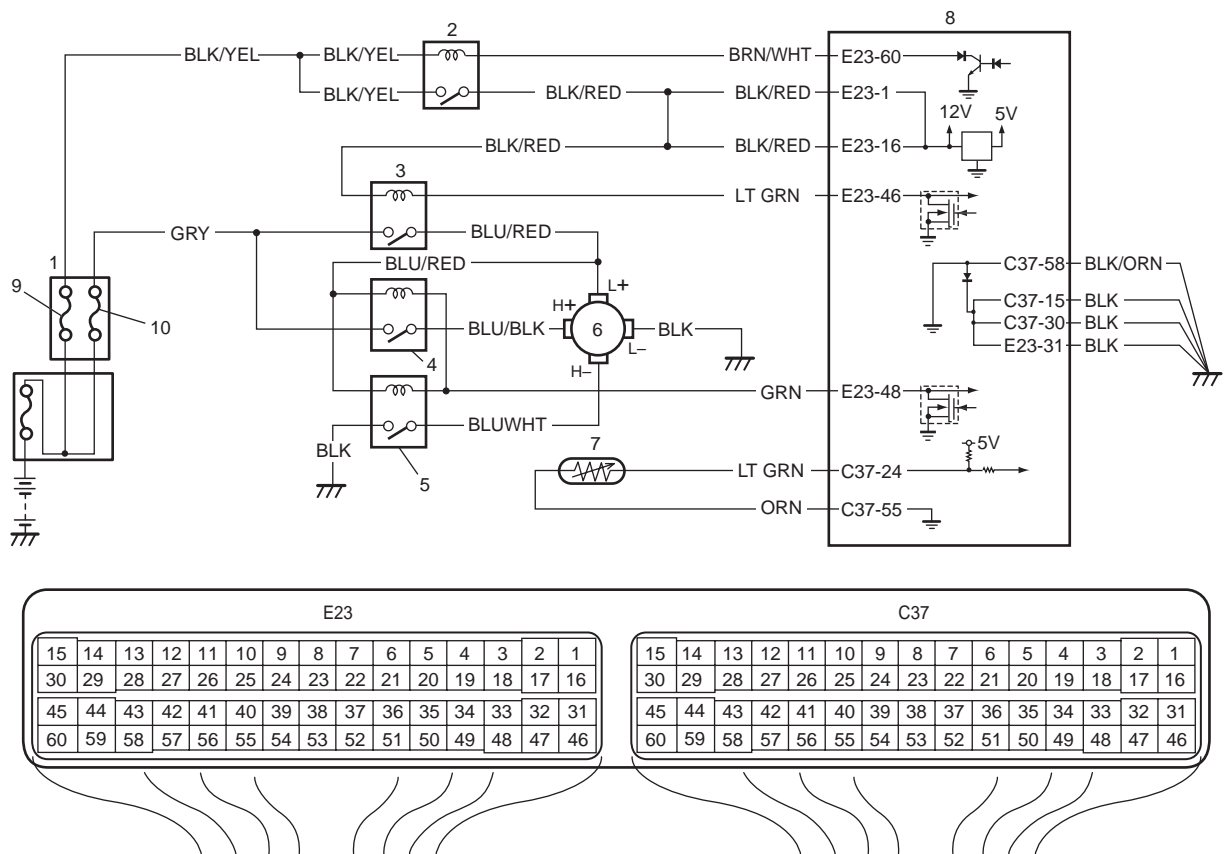 8
2
BLK/YEL BLK/YEL BRN/WHT E23-60
BLK/YEL BLK/RED BLK/RED E23-1
12V 5V
BLK/RED BLK/RED E23-16
3
LT GRN E23-46
GRY BLU/RED
1 BLU/RED C37-58 BLK/ORN
9 L+
H+ C37-15 BLK
10 BLU/BLK 6 BLK C37-30 BLK
L– E23-31 BLK
4 H–
GRN E23-48
BLUWHT
BLK 7 5V
5 LT GRN C37-24
ORN C37-55
E23 C37
15 14 13 12 11 10 9 8 7 6 5 4 3 2 1 15 14 13 12 11 10 9 8 7 6 5 4 3 2 1
30 29 28 27 26 25 24 23 22 21 20 19 18 17 16 30 29 28 27 26 25 24 23 22 21 20 19 18 17 16
45 44 43 42 41 40 39 38 37 36 35 34 33 32 31 45 44 43 42 41 40 39 38 37 36 35 34 33 32 31
60 59 58 57 56 55 54 53 52 51 50 49 48 47 46 60 59 58 57 56 55 54 53 52 51 50 49 48 47 46